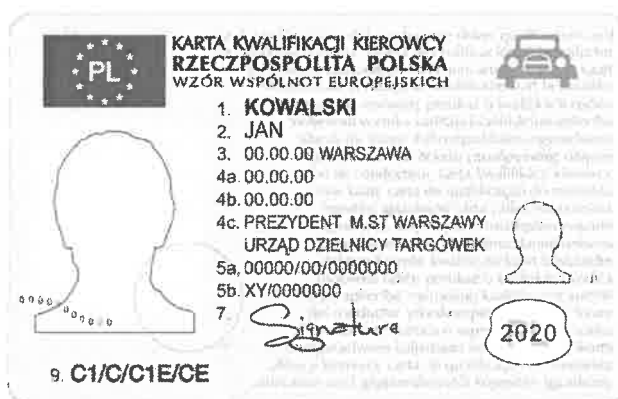 PL
KARTA KWALIFIKACJI KIEROWCY
RZECZPOSPOLITA POLSKA
WZÓR WSPÓLNOT EUROPEJSKICH
1. KOWALSKI
2. JAN
3. 00.00.00 WARSZAWA
4a. 00.00.00
4b. 00.00.00
4c. PREZYDENT M.ST WARSZAWY
URZĄD DZIELNICY TARGÓWEK
5a, 00000/00/0000000
5b. XY/0000000
7. Signature
2020
9. C1/C/C1E/CE